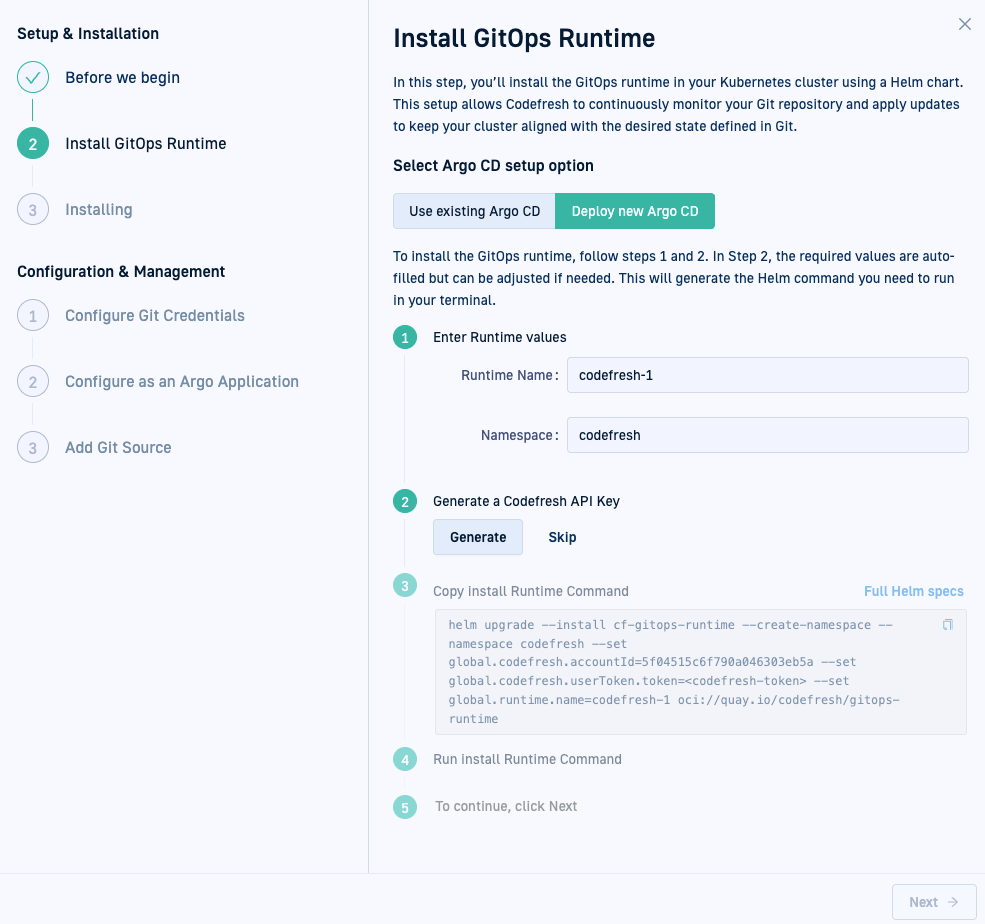 Setup & Installation
Before we begin
2
Install GitOps Runtime
3
Installing
Configuration & Management
1
Configure Git Credentials
2
Configure as an Argo Application
3
Add Git Source
Install GitOps Runtime
In this step, you’ll install the GitOps runtime in your Kubernetes cluster using a Helm chart.
This setup allows Codefresh to continuously monitor your Git repository and apply updates
to keep your cluster aligned with the desired state defined in Git.
Select Argo CD setup option
Use existing Argo CD
Deploy new Argo CD
To install the GitOps runtime, follow steps 1 and 2. In Step 2, the required values are auto-
filled but can be adjusted if needed. This will generate the Helm command you need to run
in your terminal.
1
Enter Runtime values
Runtime Name:
codefresh-1
Namespace:
codefresh
2
Generate a Codefresh API Key
Generate
Skip
3
Copy install Runtime Command
Full Helm specs
helm upgrade --install cf-gitops-runtime --create-namespace --
namespace codefresh --set
global.codefresh.accountId=5f04515c6f790a046303eb5a --set
global.codefresh.userToken.token=<codefresh-token> --set
global.runtime.name=codefresh-1 oci://quay.io/codefresh/gitops-
runtime
4
Run install Runtime Command
5
To continue, click Next
Next